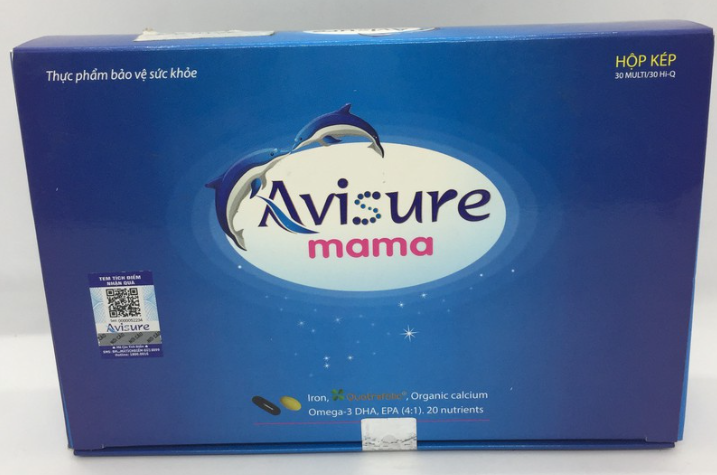 Thực phẩm bảo vệ sức khỏe
HỘP KÉP
30 MULTI/30 Hi-Q
Avisure
mama
TEM TÍCH ĐIỂM
NHẬN QUÀ
Avisure
Iron, Quatrefolic®, Organic calcium
Omega-3 DHA, EPA (4:1). 20 nutrients